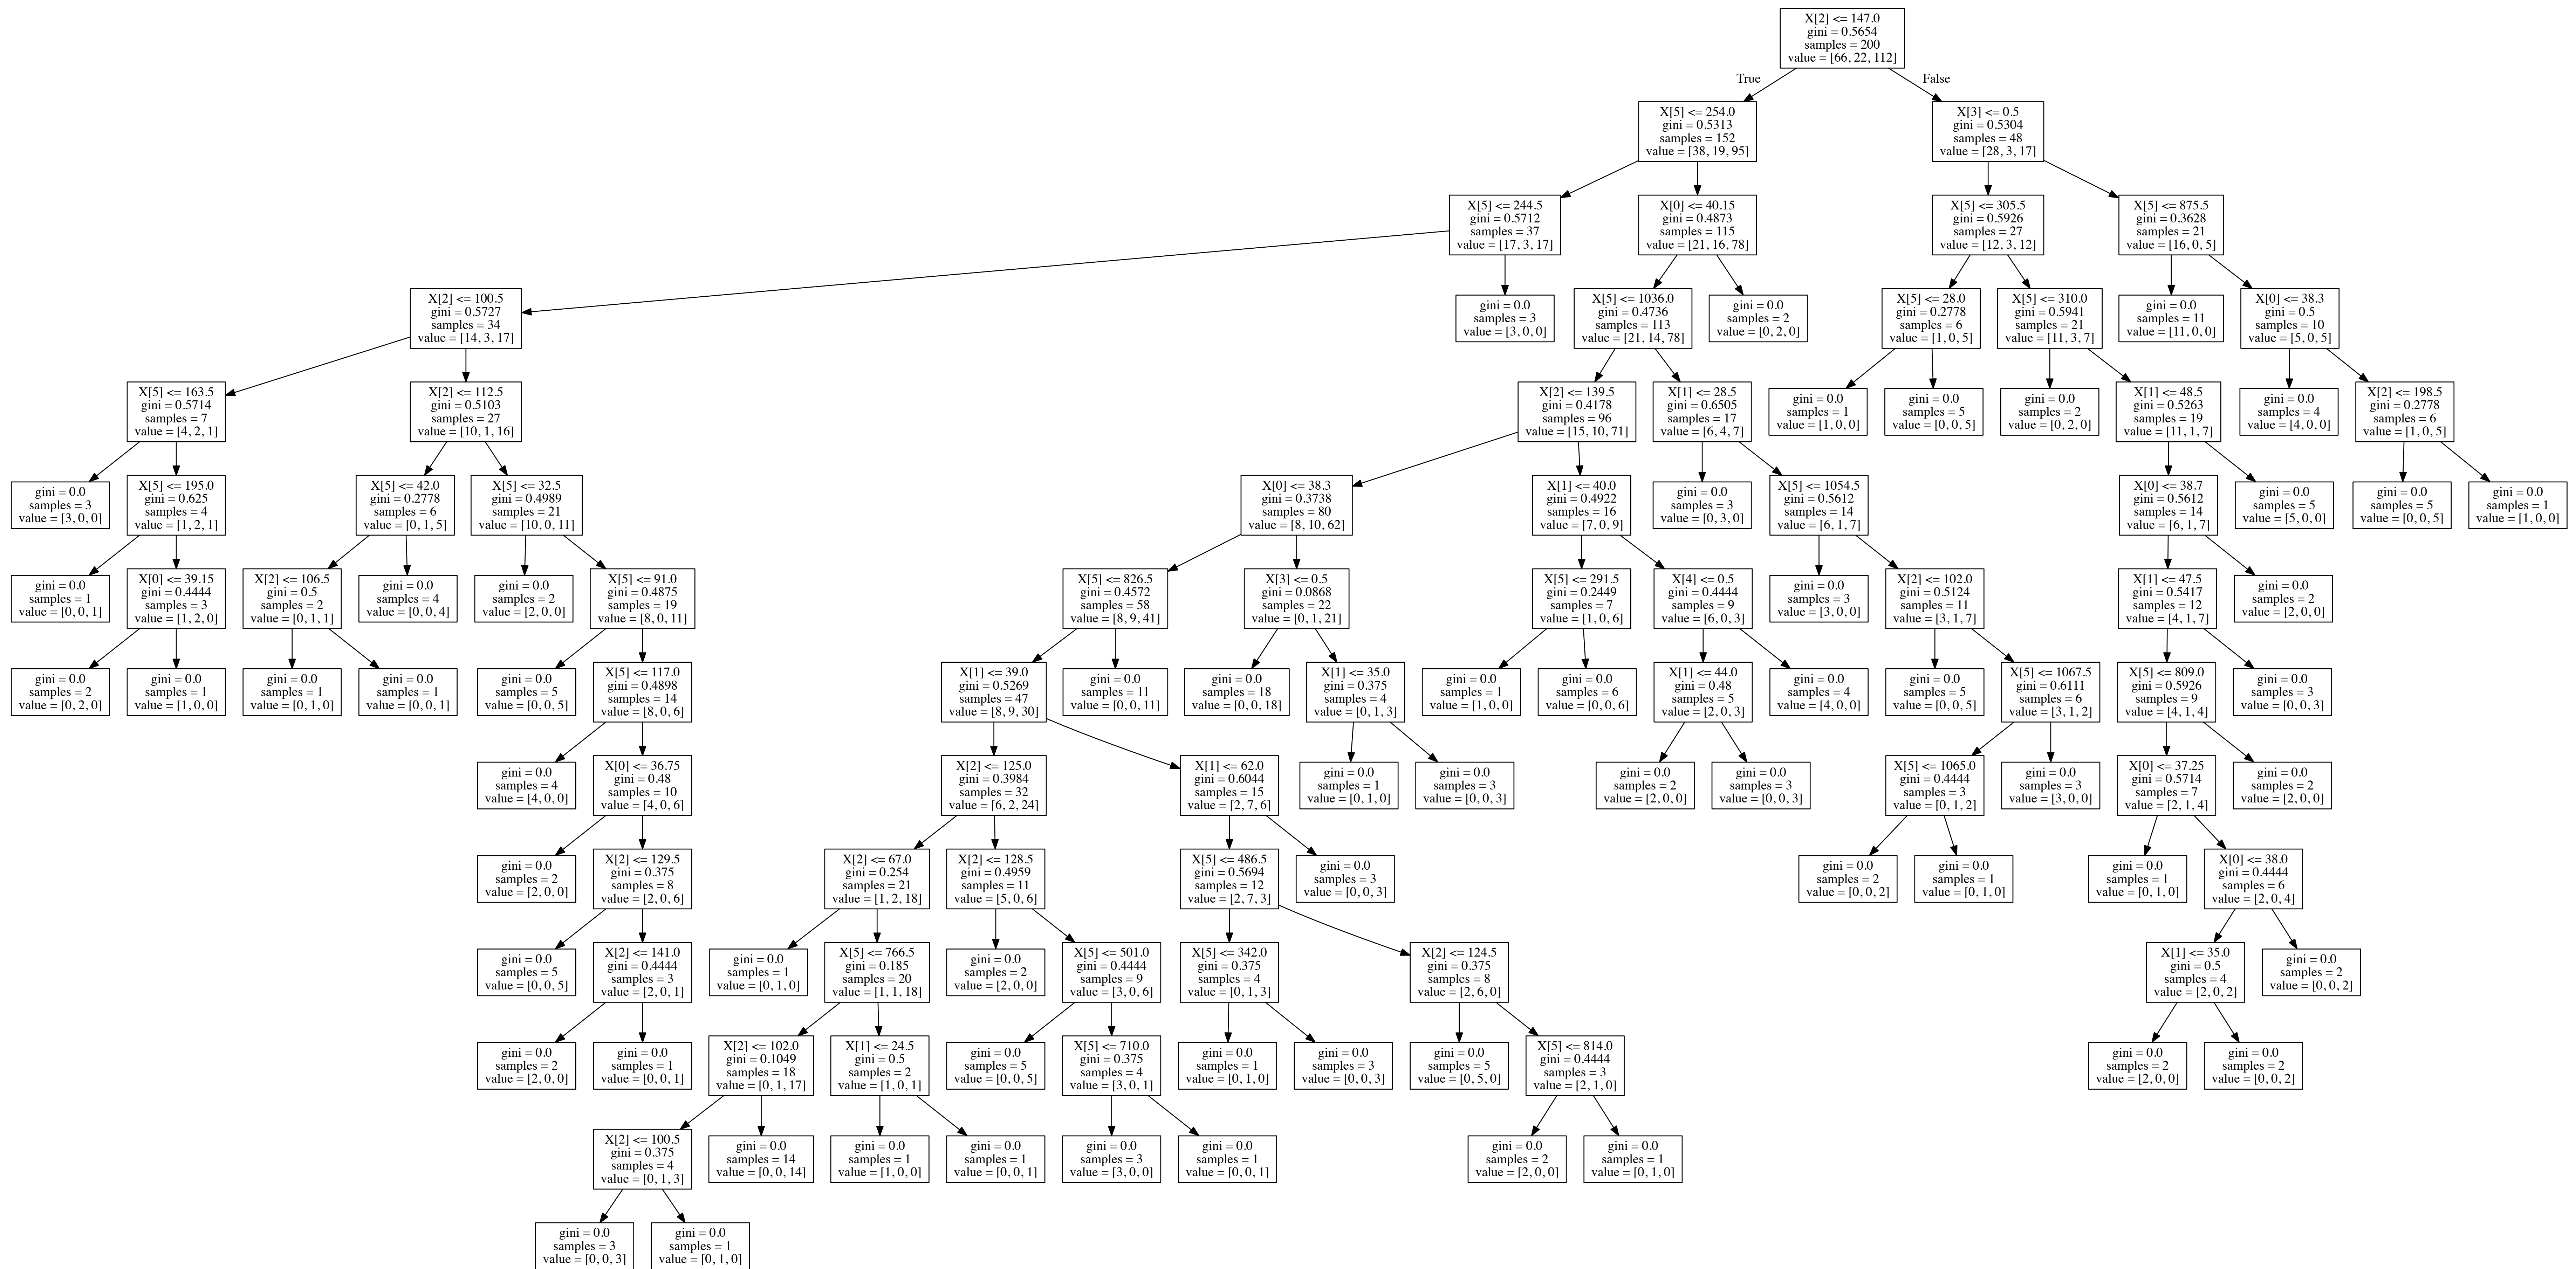 X[2] <= 147.0
gini = 0.5654
samples = 200
value = [66, 22, 112]
True
False
X[5] <= 254.0
gini = 0.5313
samples = 152
value = [38, 19, 95]
X[3] <= 0.5
gini = 0.5304
samples = 48
value = [28, 3, 17]
X[5] <= 244.5
gini = 0.5712
samples = 37
value = [17, 3, 17]
X[0] <= 40.15
gini = 0.4873
samples = 115
value = [21, 16, 78]
X[5] <= 305.5
gini = 0.5926
samples = 27
value = [12, 3, 12]
X[5] <= 875.5
gini = 0.3628
samples = 21
value = [16, 0, 5]
X[2] <= 100.5
gini = 0.5727
samples = 34
value = [14, 3, 17]
gini = 0.0
samples = 3
value = [3, 0, 0]
X[5] <= 1036.0
gini = 0.4736
samples = 113
value = [21, 14, 78]
gini = 0.0
samples = 2
value = [0, 2, 0]
X[5] <= 28.0
gini = 0.2778
samples = 6
value = [1, 0, 5]
X[5] <= 310.0
gini = 0.5941
samples = 21
value = [11, 3, 7]
gini = 0.0
samples = 11
value = [11, 0, 0]
X[0] <= 38.3
gini = 0.5
samples = 10
value = [5, 0, 5]
X[5] <= 163.5
gini = 0.5714
samples = 7
value = [4, 2, 1]
X[2] <= 112.5
gini = 0.5103
samples = 27
value = [10, 1, 16]
X[2] <= 139.5
gini = 0.4178
samples = 96
value = [15, 10, 71]
X[1] <= 28.5
gini = 0.6505
samples = 17
value = [6, 4, 7]
gini = 0.0
samples = 1
value = [1, 0, 0]
gini = 0.0
samples = 5
value = [0, 0, 5]
gini = 0.0
samples = 2
value = [0, 2, 0]
X[1] <= 48.5
gini = 0.5263
samples = 19
value = [11, 1, 7]
gini = 0.0
samples = 4
value = [4, 0, 0]
X[2] <= 198.5
gini = 0.2778
samples = 6
value = [1, 0, 5]
gini = 0.0
samples = 3
value = [3, 0, 0]
X[5] <= 195.0
gini = 0.625
samples = 4
value = [1, 2, 1]
X[5] <= 42.0
gini = 0.2778
samples = 6
value = [0, 1, 5]
X[5] <= 32.5
gini = 0.4989
samples = 21
value = [10, 0, 11]
X[0] <= 38.3
gini = 0.3738
samples = 80
value = [8, 10, 62]
X[1] <= 40.0
gini = 0.4922
samples = 16
value = [7, 0, 9]
gini = 0.0
samples = 3
value = [0, 3, 0]
X[5] <= 1054.5
gini = 0.5612
samples = 14
value = [6, 1, 7]
X[0] <= 38.7
gini = 0.5612
samples = 14
value = [6, 1, 7]
gini = 0.0
samples = 5
value = [5, 0, 0]
gini = 0.0
samples = 5
value = [0, 0, 5]
gini = 0.0
samples = 1
value = [1, 0, 0]
gini = 0.0
samples = 1
value = [0, 0, 1]
X[0] <= 39.15
gini = 0.4444
samples = 3
value = [1, 2, 0]
X[2] <= 106.5
gini = 0.5
samples = 2
value = [0, 1, 1]
gini = 0.0
samples = 4
value = [0, 0, 4]
gini = 0.0
samples = 2
value = [2, 0, 0]
X[5] <= 91.0
gini = 0.4875
samples = 19
value = [8, 0, 11]
X[5] <= 826.5
gini = 0.4572
samples = 58
value = [8, 9, 41]
X[3] <= 0.5
gini = 0.0868
samples = 22
value = [0, 1, 21]
X[5] <= 291.5
gini = 0.2449
samples = 7
value = [1, 0, 6]
X[4] <= 0.5
gini = 0.4444
samples = 9
value = [6, 0, 3]
gini = 0.0
samples = 3
value = [3, 0, 0]
X[2] <= 102.0
gini = 0.5124
samples = 11
value = [3, 1, 7]
X[1] <= 47.5
gini = 0.5417
samples = 12
value = [4, 1, 7]
gini = 0.0
samples = 2
value = [2, 0, 0]
gini = 0.0
samples = 2
value = [0, 2, 0]
gini = 0.0
samples = 1
value = [1, 0, 0]
gini = 0.0
samples = 1
value = [0, 1, 0]
gini = 0.0
samples = 1
value = [0, 0, 1]
gini = 0.0
samples = 5
value = [0, 0, 5]
X[5] <= 117.0
gini = 0.4898
samples = 14
value = [8, 0, 6]
X[1] <= 39.0
gini = 0.5269
samples = 47
value = [8, 9, 30]
gini = 0.0
samples = 11
value = [0, 0, 11]
gini = 0.0
samples = 18
value = [0, 0, 18]
X[1] <= 35.0
gini = 0.375
samples = 4
value = [0, 1, 3]
gini = 0.0
samples = 1
value = [1, 0, 0]
gini = 0.0
samples = 6
value = [0, 0, 6]
X[1] <= 44.0
gini = 0.48
samples = 5
value = [2, 0, 3]
gini = 0.0
samples = 4
value = [4, 0, 0]
gini = 0.0
samples = 5
value = [0, 0, 5]
X[5] <= 1067.5
gini = 0.6111
samples = 6
value = [3, 1, 2]
X[5] <= 809.0
gini = 0.5926
samples = 9
value = [4, 1, 4]
gini = 0.0
samples = 3
value = [0, 0, 3]
gini = 0.0
samples = 4
value = [4, 0, 0]
X[0] <= 36.75
gini = 0.48
samples = 10
value = [4, 0, 6]
X[2] <= 125.0
gini = 0.3984
samples = 32
value = [6, 2, 24]
X[1] <= 62.0
gini = 0.6044
samples = 15
value = [2, 7, 6]
gini = 0.0
samples = 1
value = [0, 1, 0]
gini = 0.0
samples = 3
value = [0, 0, 3]
gini = 0.0
samples = 2
value = [2, 0, 0]
gini = 0.0
samples = 3
value = [0, 0, 3]
X[5] <= 1065.0
gini = 0.4444
samples = 3
value = [0, 1, 2]
gini = 0.0
samples = 3
value = [3, 0, 0]
X[0] <= 37.25
gini = 0.5714
samples = 7
value = [2, 1, 4]
gini = 0.0
samples = 2
value = [2, 0, 0]
gini = 0.0
samples = 2
value = [2, 0, 0]
X[2] <= 129.5
gini = 0.375
samples = 8
value = [2, 0, 6]
X[2] <= 67.0
gini = 0.254
samples = 21
value = [1, 2, 18]
X[2] <= 128.5
gini = 0.4959
samples = 11
value = [5, 0, 6]
X[5] <= 486.5
gini = 0.5694
samples = 12
value = [2, 7, 3]
gini = 0.0
samples = 3
value = [0, 0, 3]
gini = 0.0
samples = 2
value = [0, 0, 2]
gini = 0.0
samples = 1
value = [0, 1, 0]
gini = 0.0
samples = 1
value = [0, 1, 0]
X[0] <= 38.0
gini = 0.4444
samples = 6
value = [2, 0, 4]
gini = 0.0
samples = 5
value = [0, 0, 5]
X[2] <= 141.0
gini = 0.4444
samples = 3
value = [2, 0, 1]
gini = 0.0
samples = 1
value = [0, 1, 0]
X[5] <= 766.5
gini = 0.185
samples = 20
value = [1, 1, 18]
gini = 0.0
samples = 2
value = [2, 0, 0]
X[5] <= 501.0
gini = 0.4444
samples = 9
value = [3, 0, 6]
X[5] <= 342.0
gini = 0.375
samples = 4
value = [0, 1, 3]
X[2] <= 124.5
gini = 0.375
samples = 8
value = [2, 6, 0]
X[1] <= 35.0
gini = 0.5
samples = 4
value = [2, 0, 2]
gini = 0.0
samples = 2
value = [0, 0, 2]
gini = 0.0
samples = 2
value = [2, 0, 0]
gini = 0.0
samples = 1
value = [0, 0, 1]
X[2] <= 102.0
gini = 0.1049
samples = 18
value = [0, 1, 17]
X[1] <= 24.5
gini = 0.5
samples = 2
value = [1, 0, 1]
gini = 0.0
samples = 5
value = [0, 0, 5]
X[5] <= 710.0
gini = 0.375
samples = 4
value = [3, 0, 1]
gini = 0.0
samples = 1
value = [0, 1, 0]
gini = 0.0
samples = 3
value = [0, 0, 3]
gini = 0.0
samples = 5
value = [0, 5, 0]
X[5] <= 814.0
gini = 0.4444
samples = 3
value = [2, 1, 0]
gini = 0.0
samples = 2
value = [2, 0, 0]
gini = 0.0
samples = 2
value = [0, 0, 2]
X[2] <= 100.5
gini = 0.375
samples = 4
value = [0, 1, 3]
gini = 0.0
samples = 14
value = [0, 0, 14]
gini = 0.0
samples = 1
value = [1, 0, 0]
gini = 0.0
samples = 1
value = [0, 0, 1]
gini = 0.0
samples = 3
value = [3, 0, 0]
gini = 0.0
samples = 1
value = [0, 0, 1]
gini = 0.0
samples = 2
value = [2, 0, 0]
gini = 0.0
samples = 1
value = [0, 1, 0]
gini = 0.0
samples = 3
value = [0, 0, 3]
gini = 0.0
samples = 1
value = [0, 1, 0]